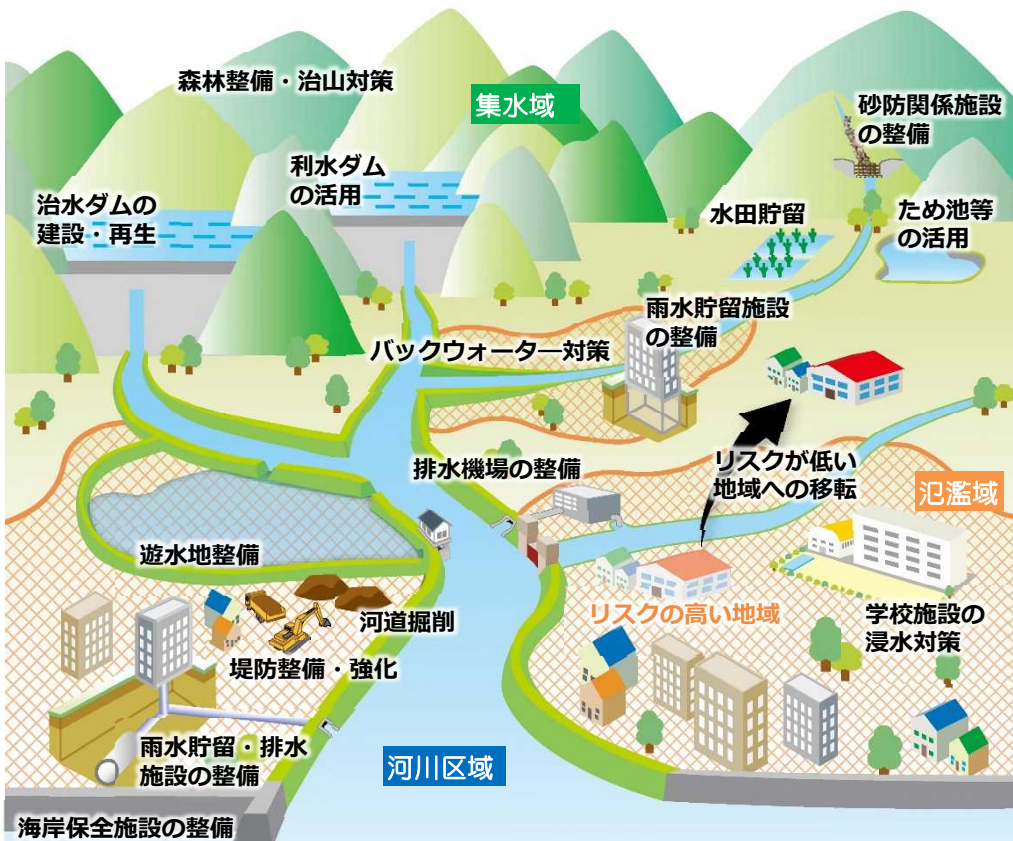 森林整備・治山対策
集水域
砂防関係施設
の整備
利水ダム
の活用
治水ダムの
建設・再生
水田貯留
ため池等
の活用
雨水貯留施設
の整備
バックウォーター対策
排水機場の整備
リスクが低い
地域への移転
氾濫域
遊水地整備
河道掘削
リスクの高い地域
学校施設の
浸水対策
堤防整備・強化
雨水貯留・排水
施設の整備
河川区域
海岸保全施設の整備